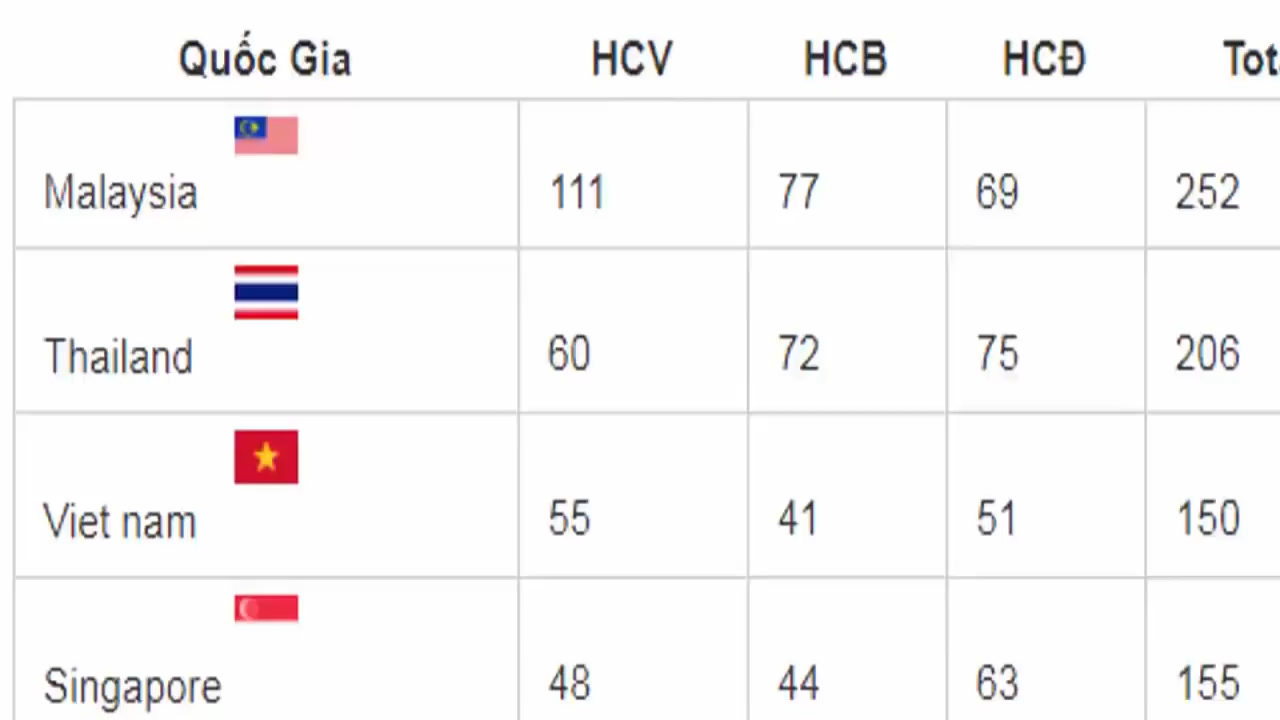 Quốc Gia HCV HCB HCĐ Tota
Malaysia 111 77 69 252
Thailand 60 72 75 206
Viet nam 55 41 51 150
Singapore 48 44 63 155